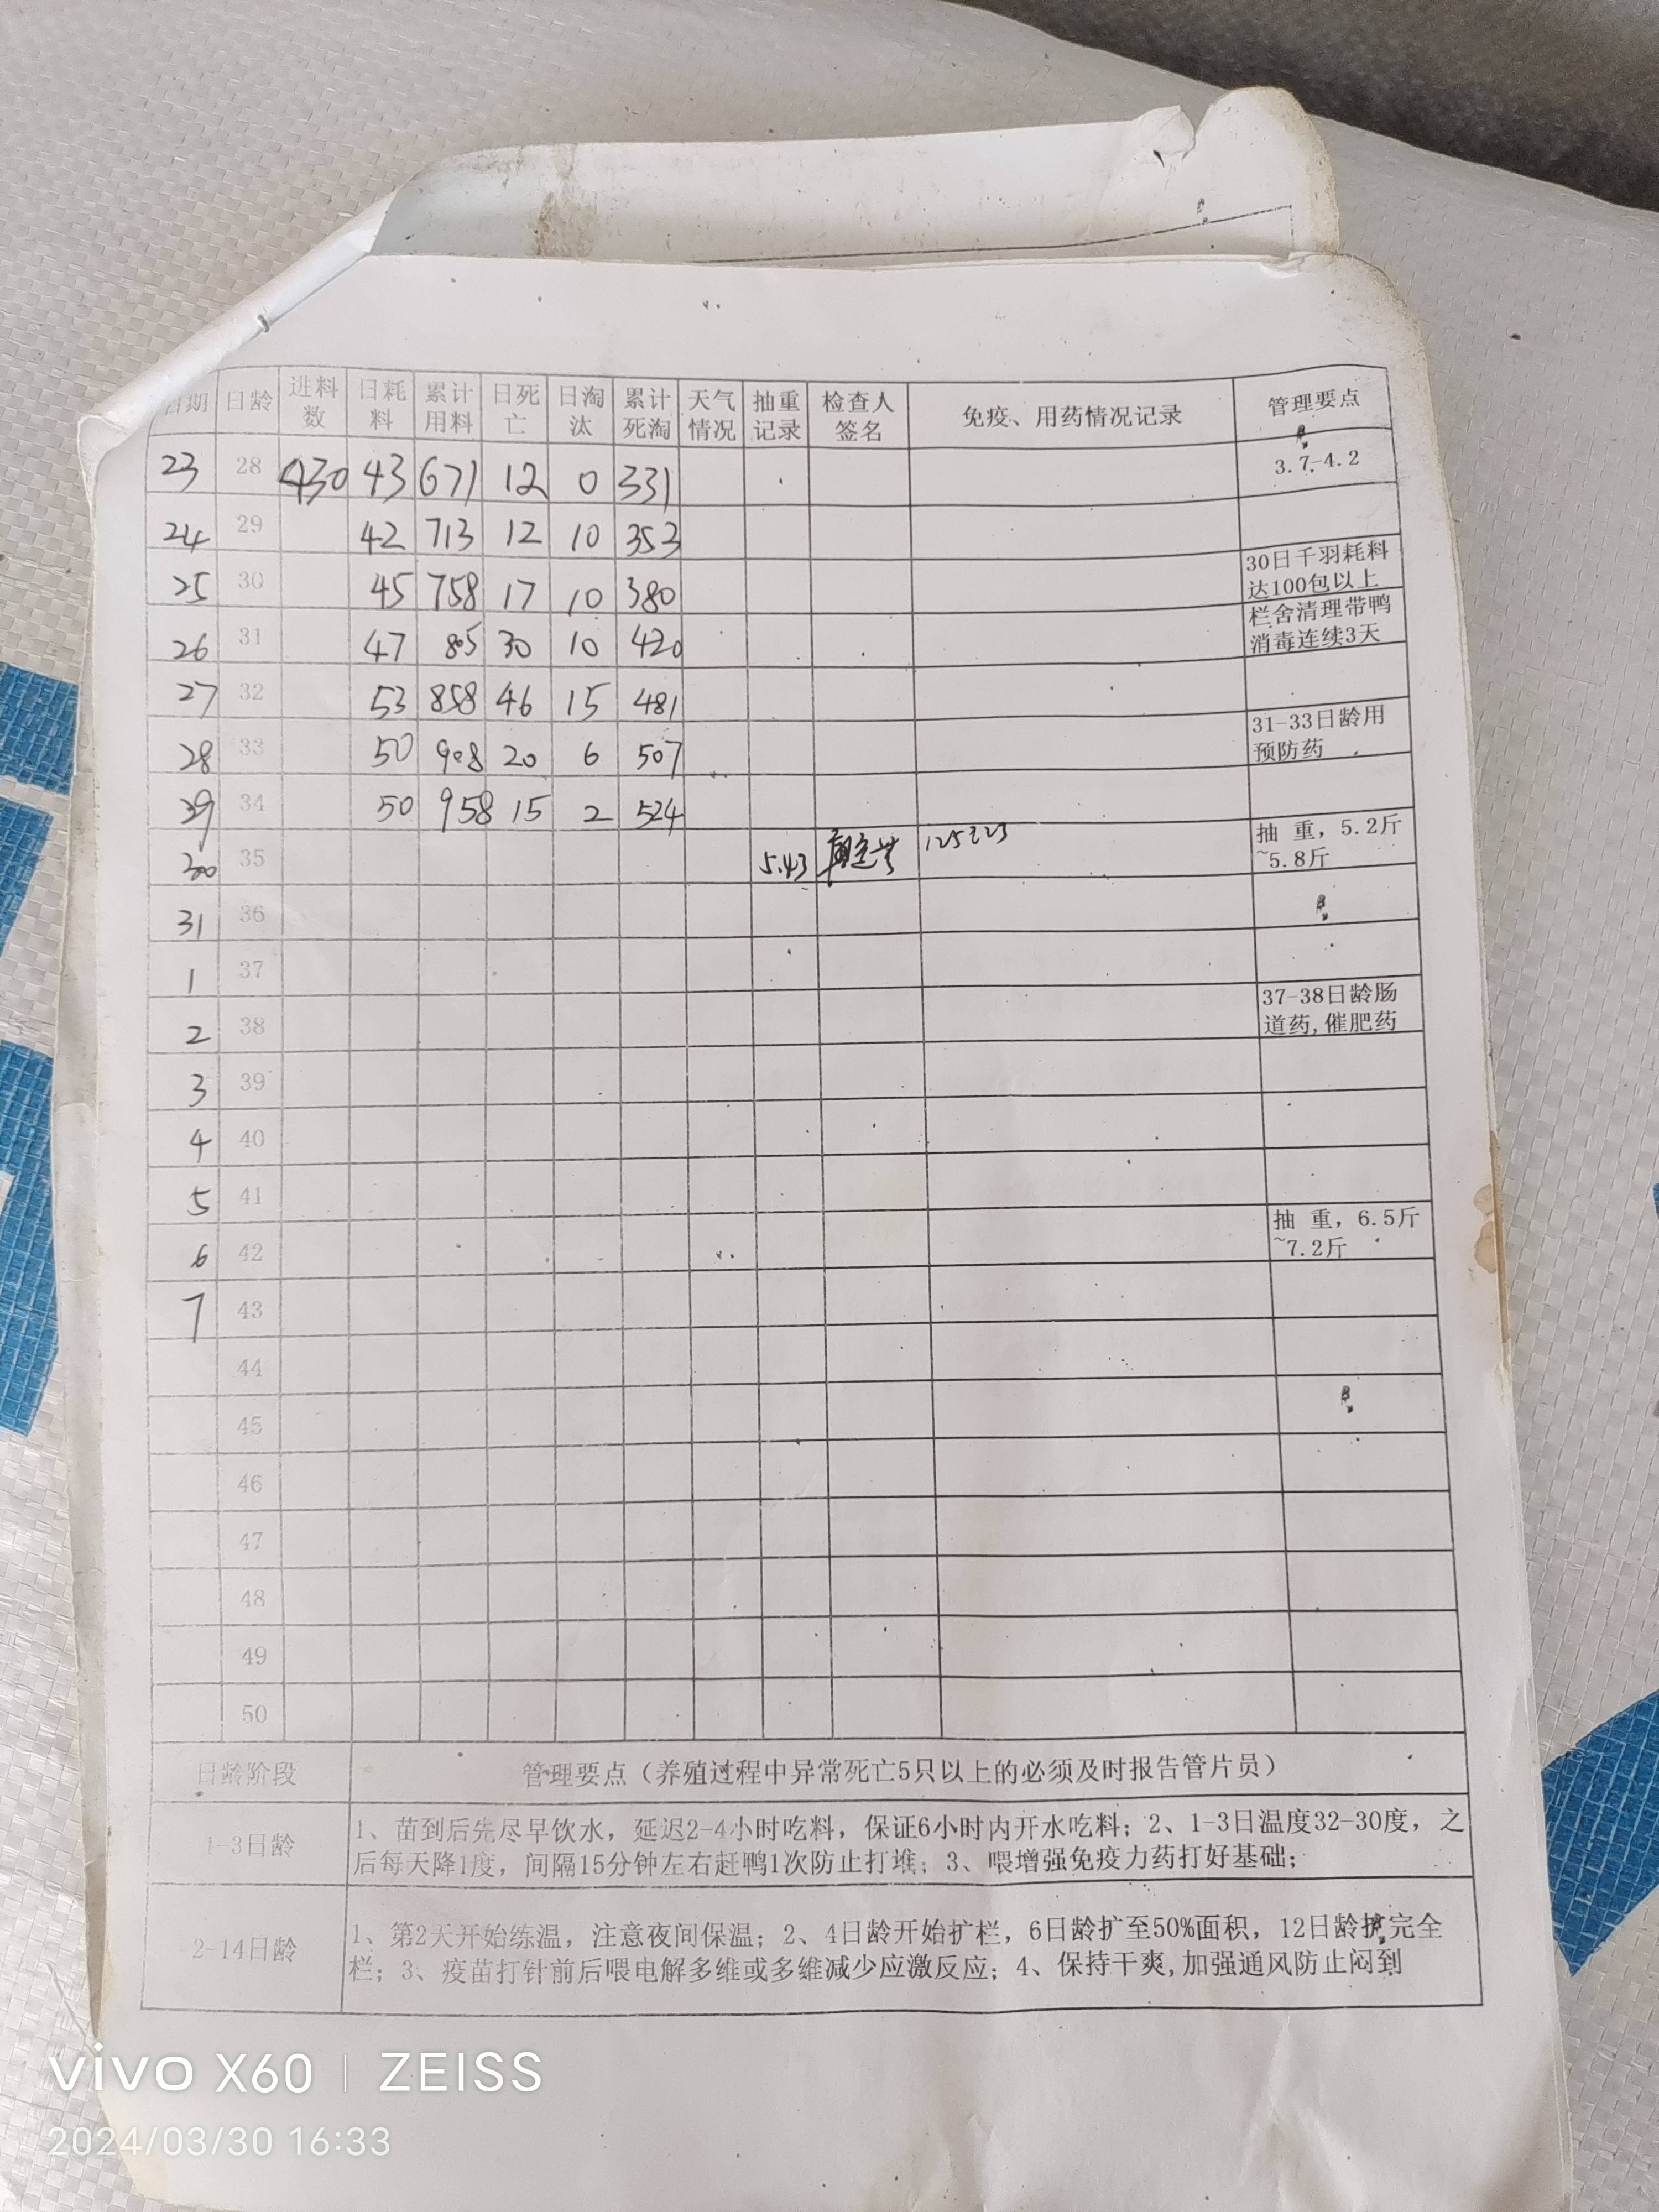 日期 日龄 进料数 日耗料 累计用料 日死亡 日淘汰 累计死淘 天气情况 抽重记录 检查人签名 免疫、用药情况记录 管理要点
23 28 430 43 671 12 0 331 3.7-4.2
24 29 42 713 12 10 353
25 30 45 758 17 10 380 30日千羽耗料达100包以上
26 31 47 805 30 10 420 栏舍清理带鸭消毒连续3天
27 32 53 858 46 15 481
28 33 50 908 20 6 507 31-33日龄用预防药
29 34 50 958 15 2 524
30 35 5.43 抽 重，5.2斤~5.8斤
31 36
1 37
2 38 37-38日龄肠道药,催肥药
3 39
4 40
5 41
6 42 抽 重，6.5斤~7.2斤
7 43
44
45
46
47
48
49
50
日龄阶段 管理要点（养殖过程中异常死亡5只以上的必须及时报告管片员）
1-3日龄 1、苗到后先尽早饮水，延迟2-4小时吃料，保证6小时内开水吃料；2、1-3日温度32-30度，之
后每天降1度，间隔15分钟左右赶鸭1次防止打堆；3、喂增强免疫力药打好基础；
2-14日龄 1、第2天开始练温，注意夜间保温；2、4日龄开始扩栏，6日龄扩至50%面积，12日龄扩完全
栏；3、疫苗打针前后喂电解多维或多维减少应激反应；4、保持干爽,加强通风防止闷到
vivo X60 | ZEISS
2024/03/30 16:33